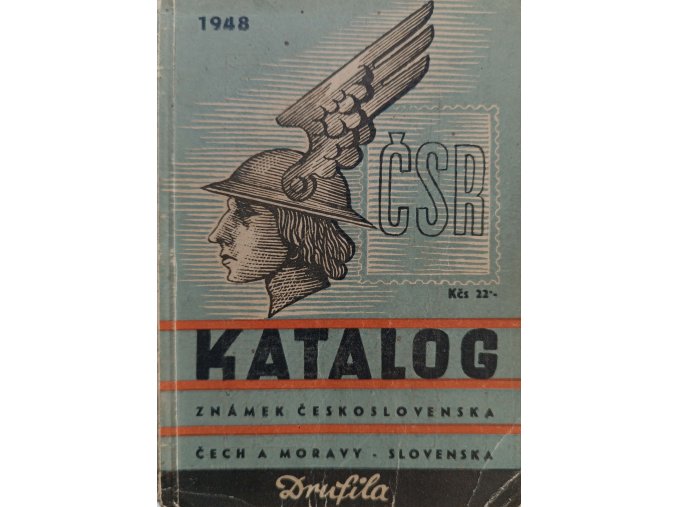 1948
ČSR
Kčs 22·-
KATALOG
ZNÁMEK ČESKOSLOVENSKA
ČECH A MORAVY - SLOVENSKA
Drufila